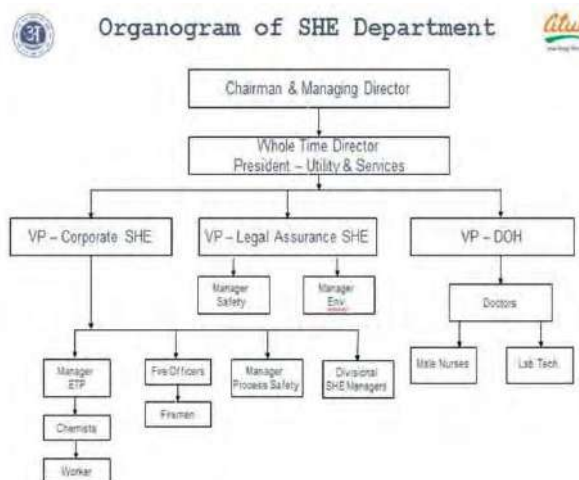 Organogram of SHE Department
अ
atul
Chairman & Managing Director
Whole Time Director
President – Utility & Services
VP – Corporate SHE
VP – Legal Assurance SHE
VP – DOH
Manager
Safety
Manager
Env
Doctors
Manager
ETP
Fire Officers
Manager
Process Safety
Divisional
SHE Managers
Male Nurses
Lab Tech.
Chemists
Firemen
Worker